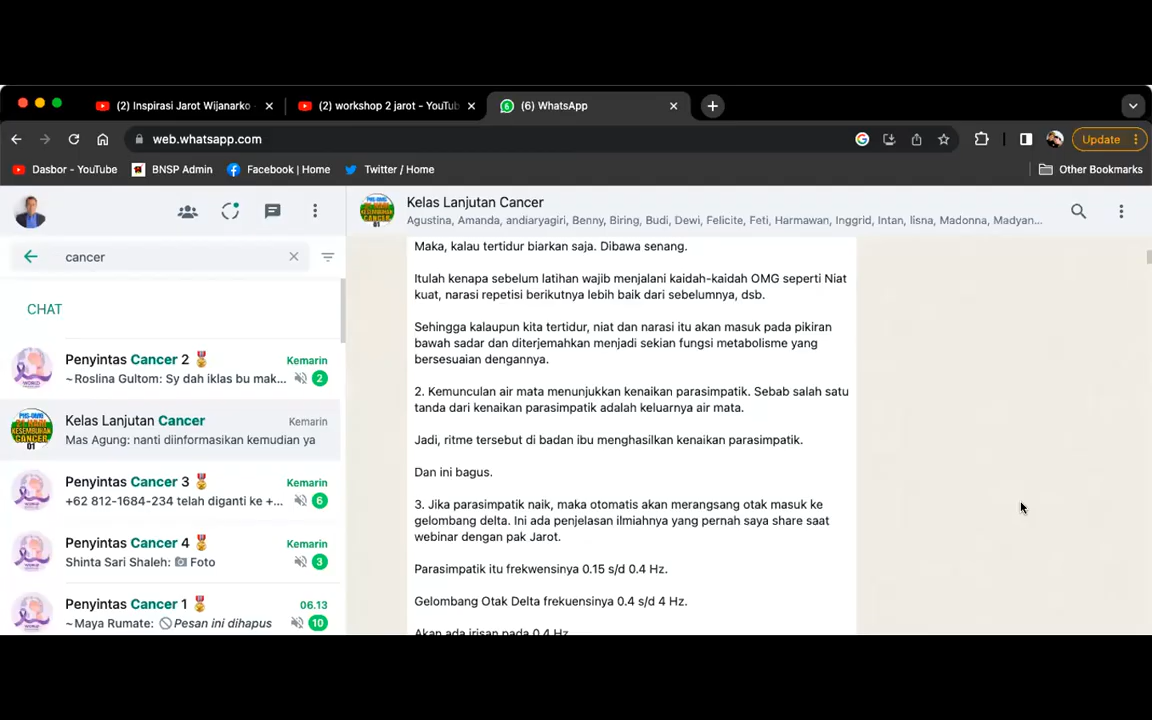 (2) Inspirasi Jarot Wijanarko
(2) workshop 2 jarot - YouTub
(6) WhatsApp
web.whatsapp.com
Update
Dasbor - YouTube
BNSP Admin
Facebook | Home
Twitter / Home
Other Bookmarks
cancer
CHAT
Penyintas Cancer 2
Kemarin
~Roslina Gultom: Sy dah iklas bu mak...
2
Kelas Lanjutan Cancer
Kemarin
Mas Agung: nanti diinformasikan kemudian ya
Penyintas Cancer 3
Kemarin
+62 812-1684-234 telah diganti ke +...
6
Penyintas Cancer 4
Kemarin
Shinta Sari Shaleh: Foto
3
Penyintas Cancer 1
06.13
~Maya Rumate: Pesan ini dihapus
10
Kelas Lanjutan Cancer
Agustina, Amanda, andiaryagiri, Benny, Biring, Budi, Dewi, Felicite, Feti, Harmawan, Inggrid, Intan, lisna, Madonna, Madyan...
Maka, kalau tertidur biarkan saja. Dibawa senang.
Itulah kenapa sebelum latihan wajib menjalani kaidah-kaidah OMG seperti Niat
kuat, narasi repetisi berikutnya lebih baik dari sebelumnya, dsb.
Sehingga kalaupun kita tertidur, niat dan narasi itu akan masuk pada pikiran
bawah sadar dan diterjemahkan menjadi sekian fungsi metabolisme yang
bersesuaian dengannya.
2. Kemunculan air mata menunjukkan kenaikan parasimpatik. Sebab salah satu
tanda dari kenaikan parasimpatik adalah keluarnya air mata.
Jadi, ritme tersebut di badan ibu menghasilkan kenaikan parasimpatik.
Dan ini bagus.
3. Jika parasimpatik naik, maka otomatis akan merangsang otak masuk ke
gelombang delta. Ini ada penjelasan ilmiahnya yang pernah saya share saat
webinar dengan pak Jarot.
Parasimpatik itu frekwensinya 0.15 s/d 0.4 Hz.
Gelombang Otak Delta frekuensinya 0.4 s/d 4 Hz.
Akan ada irisan pada 0.4 Hz